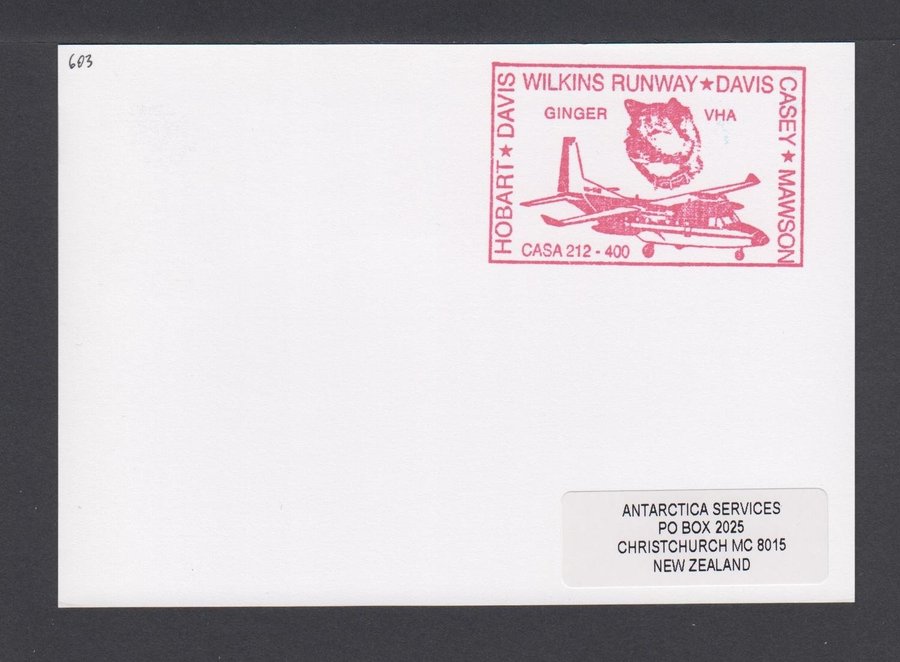 603
HOBART ★ DAVIS
WILKINS RUNWAY ★ DAVIS
CASEY ★ MAWSON
GINGER VHA
CASA 212 - 400
ANTARCTICA SERVICES
PO BOX 2025
CHRISTCHURCH MC 8015
NEW ZEALAND